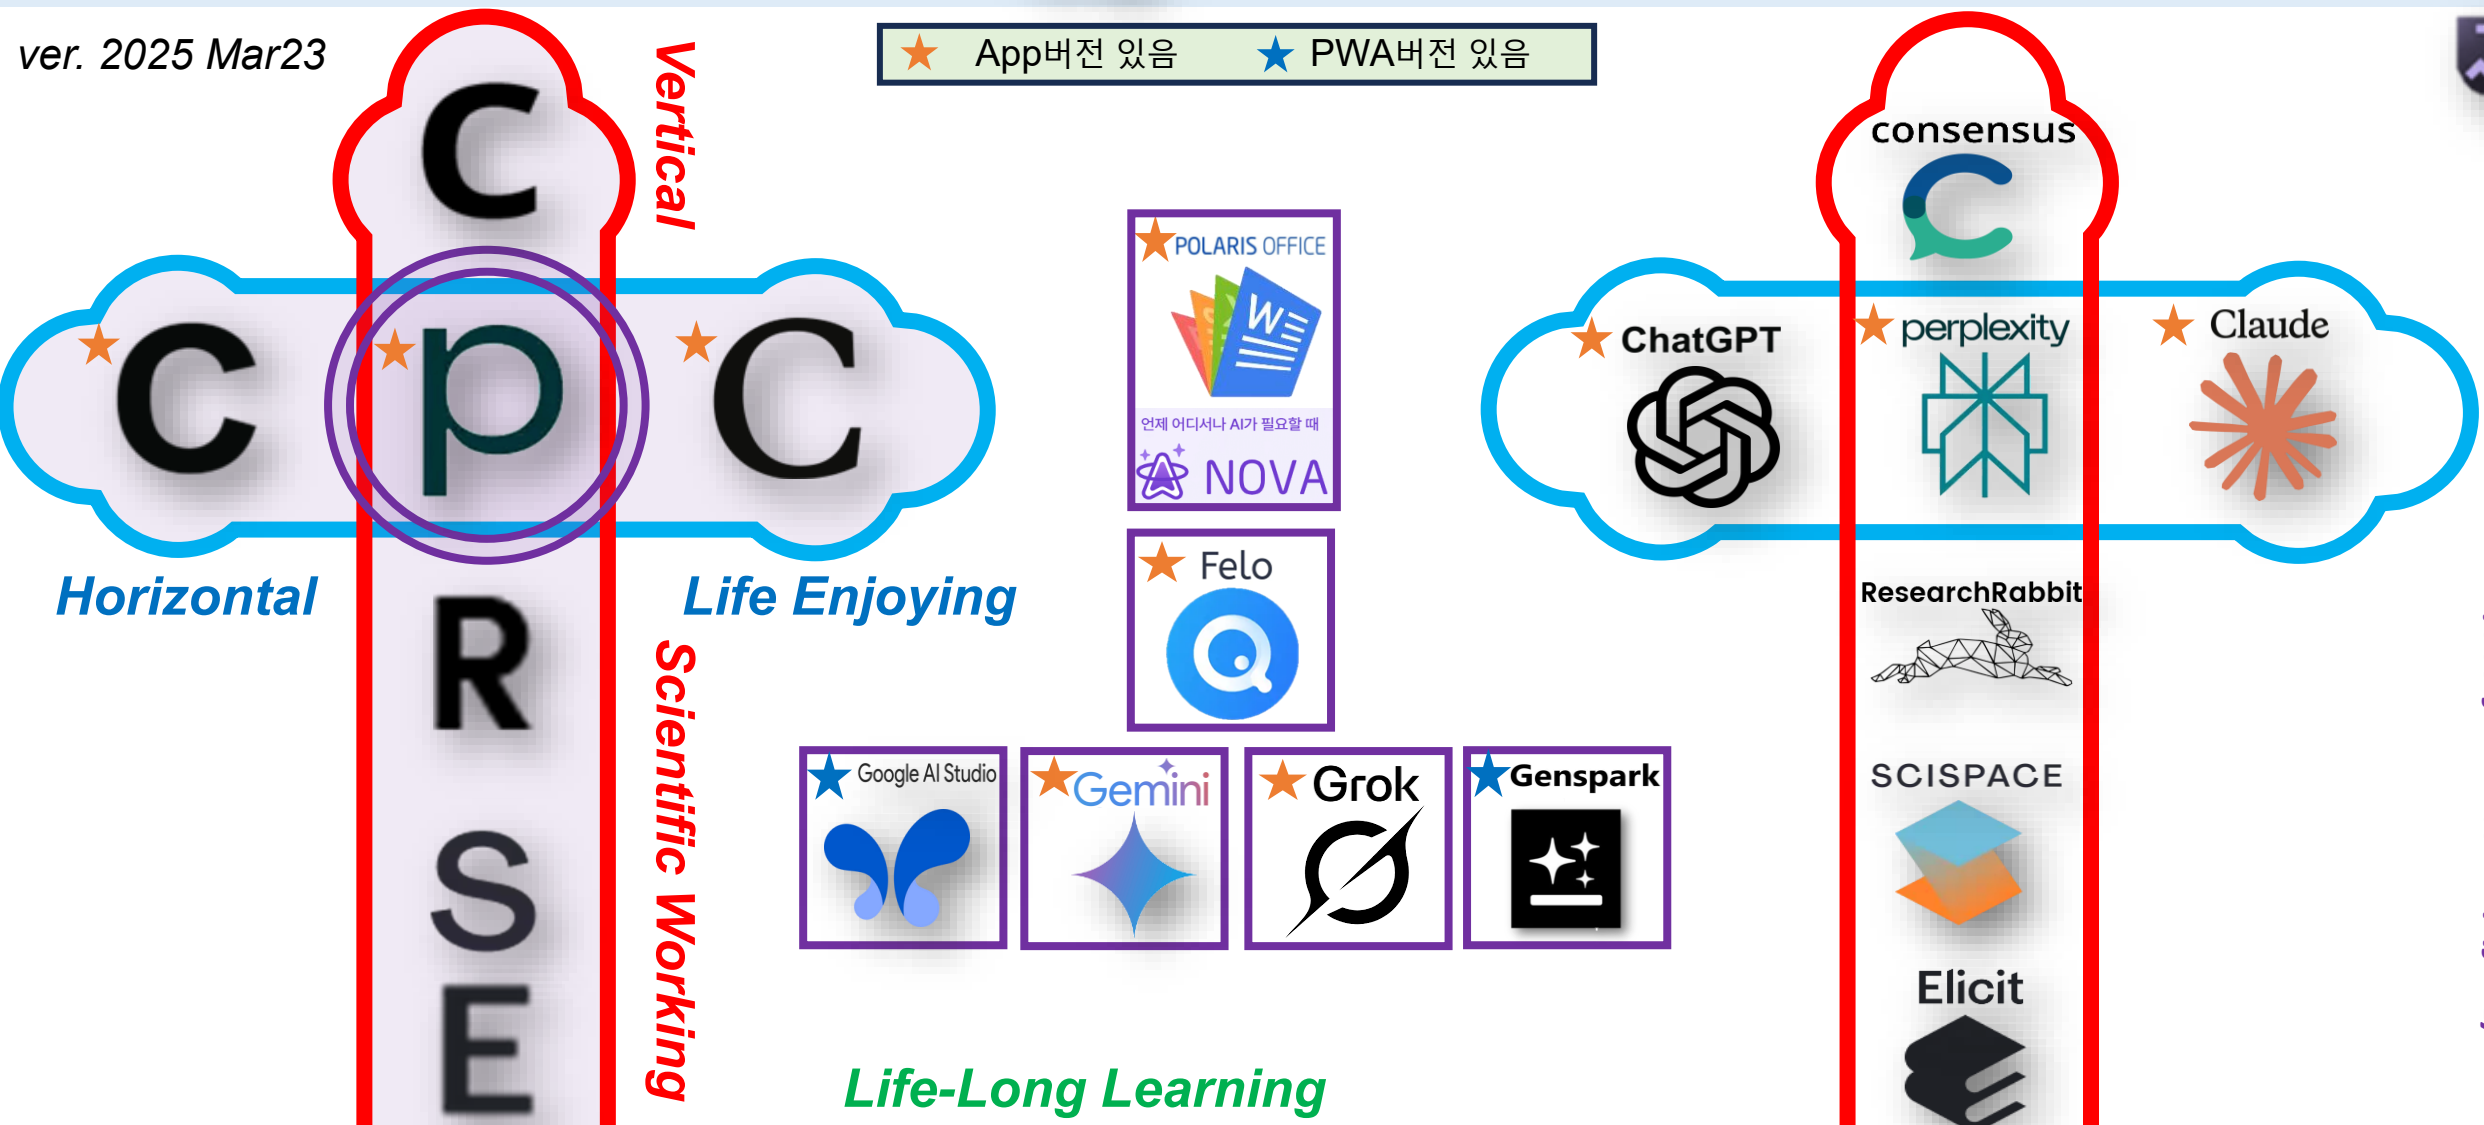 ver. 2025 Mar23
★ App버전 있음 ★ PWA버전 있음
C
Vertical
C p C
Horizontal
Life Enjoying
R
S
E
Scientific Working
POLARIS OFFICE
W
언제 어디서나 AI가 필요할 때
NOVA
Felo
Google AI Studio
Gemini
Grok
Genspark
Life-Long Learning
consensus
ChatGPT
perplexity
Claude
ResearchRabbit
SCISPACE
Elicit